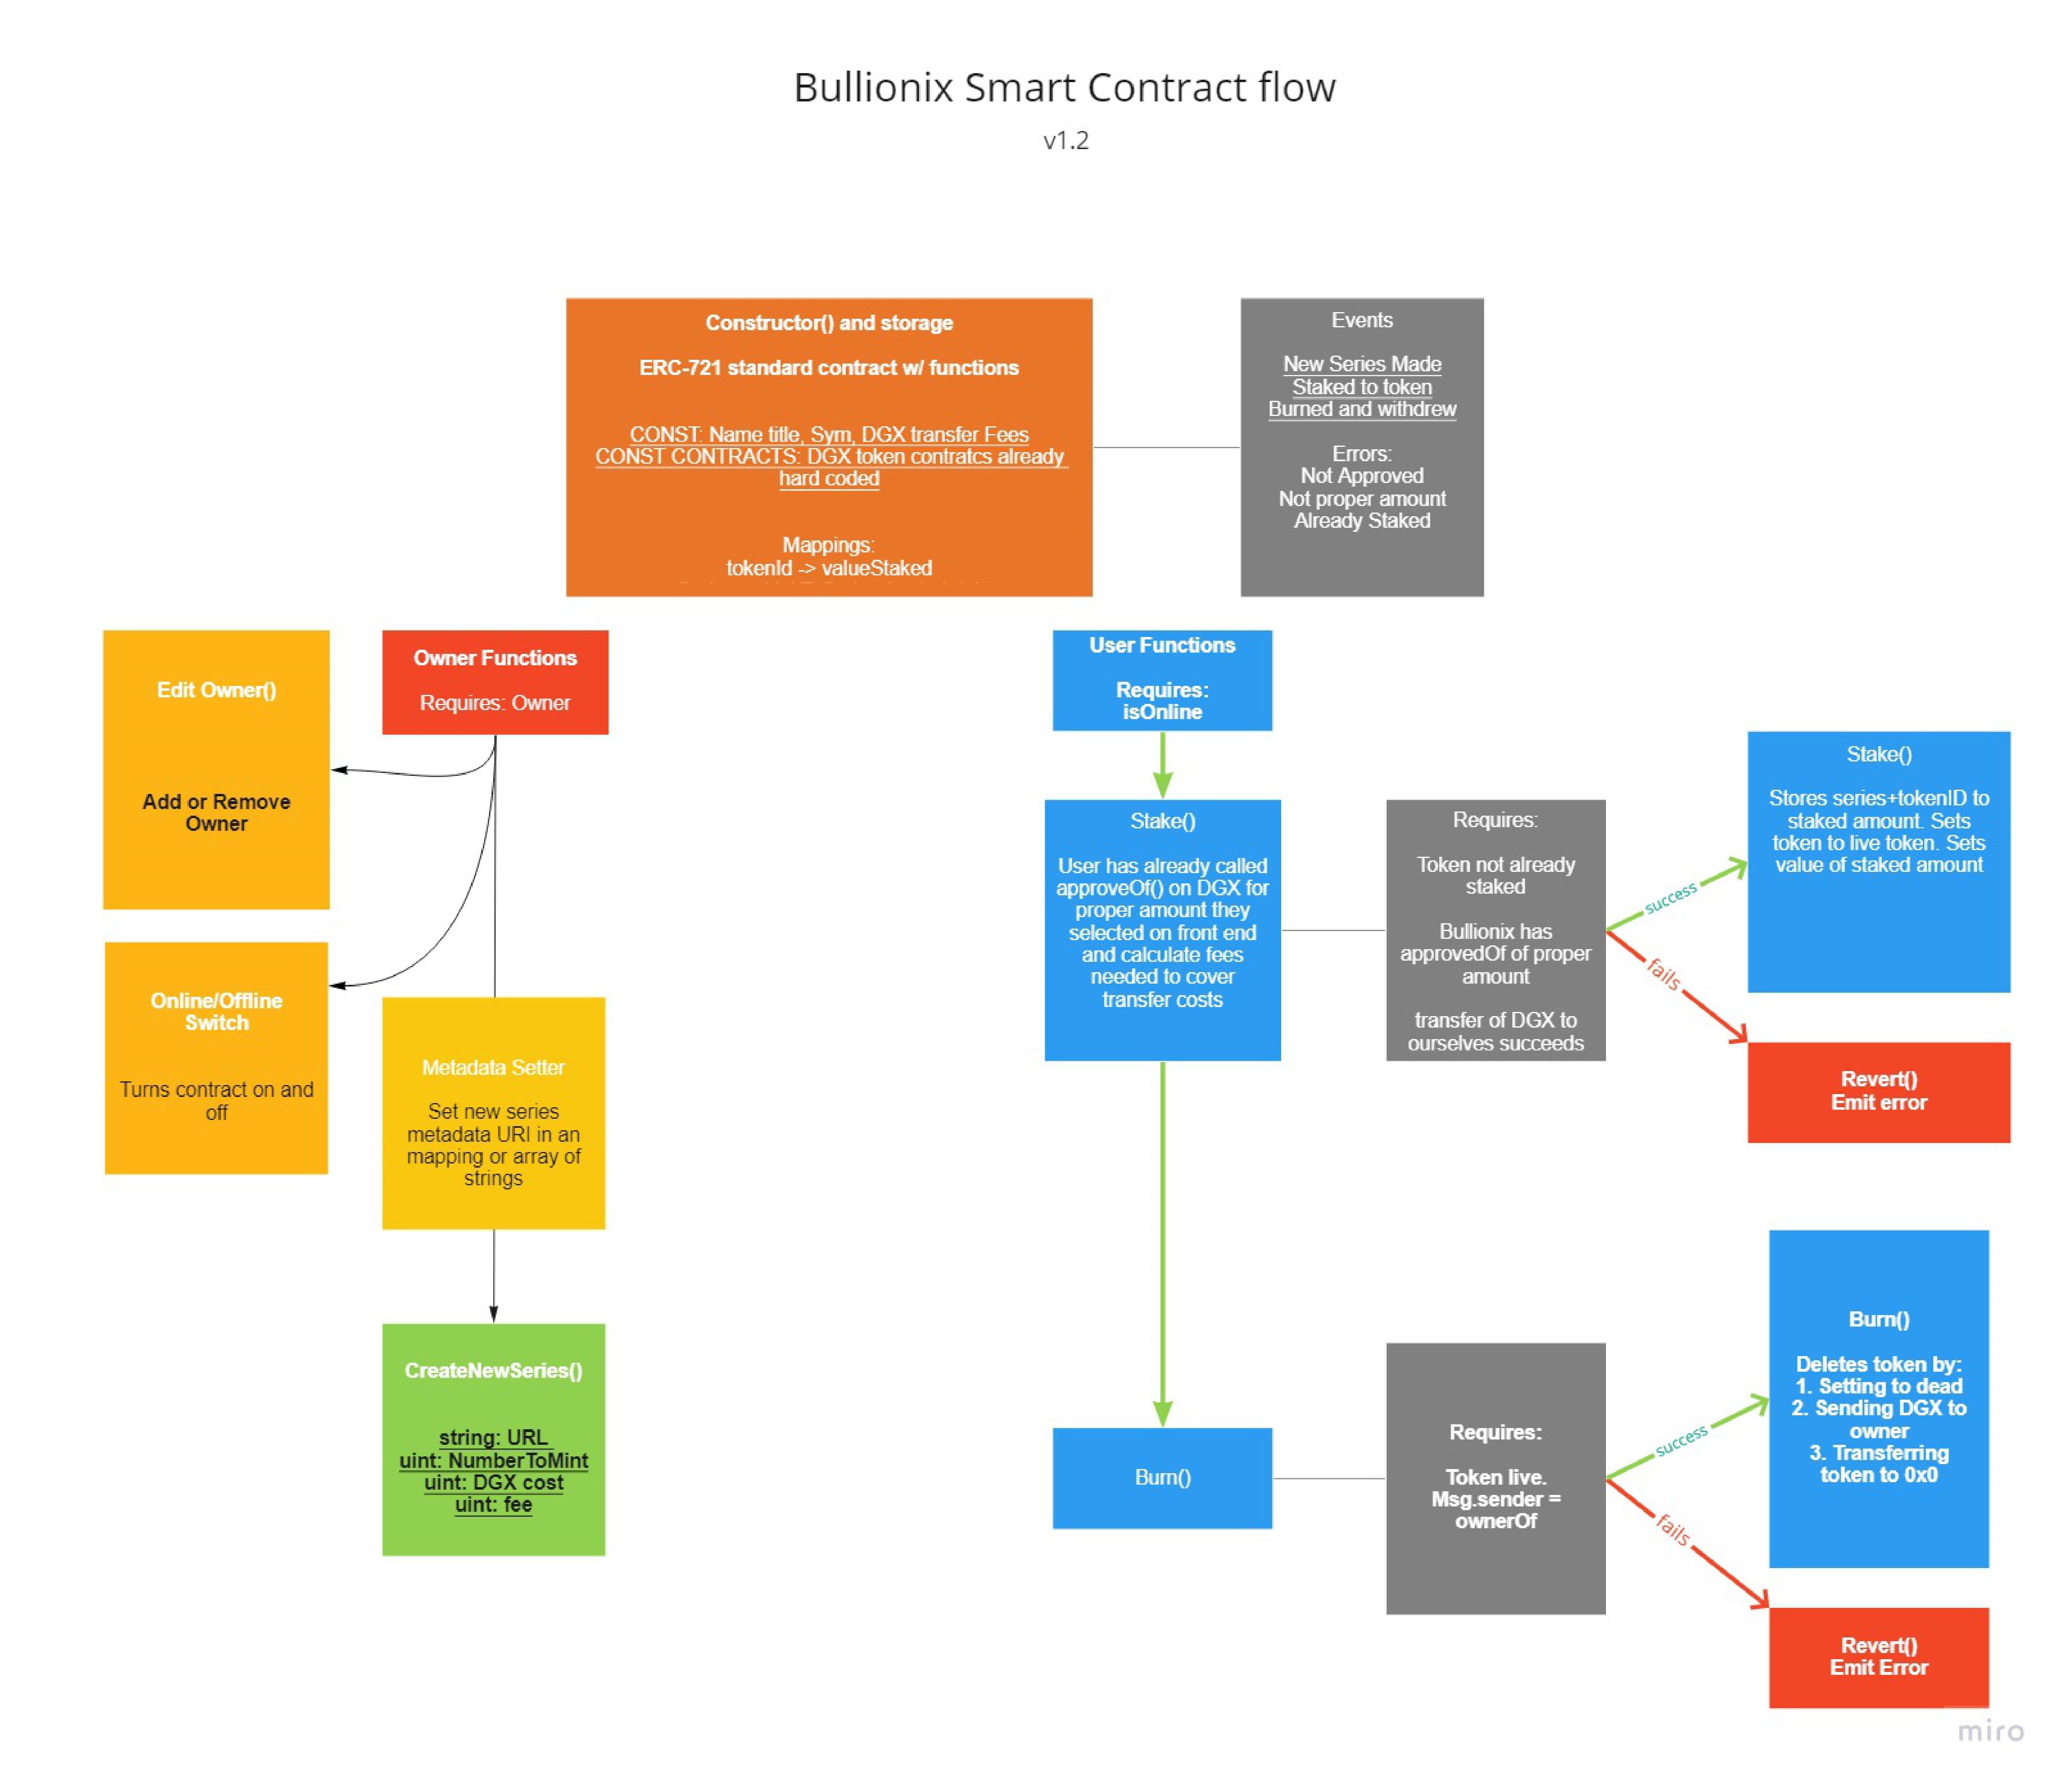 Bullionix Smart Contract flow
v1.2
Constructor() and storage
ERC-721 standard contract w/ functions
CONST: Name title, Sym, DGX transfer Fees
CONST CONTRACTS: DGX token contratcs already
hard coded
Mappings:
tokenId -> valueStaked
Events
New Series Made
Staked to token
Burned and withdrew
Errors:
Not Approved
Not proper amount
Already Staked
Edit Owner()
Add or Remove
Owner
Owner Functions
Requires: Owner
Online/Offline
Switch
Turns contract on and
off
Metadata Setter
Set new series
metadata URI in an
mapping or array of
strings
CreateNewSeries()
string: URL
uint: NumberToMint
uint: DGX cost
uint: fee
User Functions
Requires:
isOnline
Stake()
User has already called
approveOf() on DGX for
proper amount they
selected on front end
and calculate fees
needed to cover
transfer costs
Requires:
Token not already
staked
Bullionix has
approvedOf of proper
amount
transfer of DGX to
ourselves succeeds
success
fails
Stake()
Stores series+tokenID to
staked amount. Sets
token to live token. Sets
value of staked amount
Revert()
Emit error
Burn()
Requires:
Token live.
Msg.sender =
ownerOf
success
fails
Burn()
Deletes token by:
1. Setting to dead
2. Sending DGX to
owner
3. Transferring
token to 0x0
Revert()
Emit Error
miro